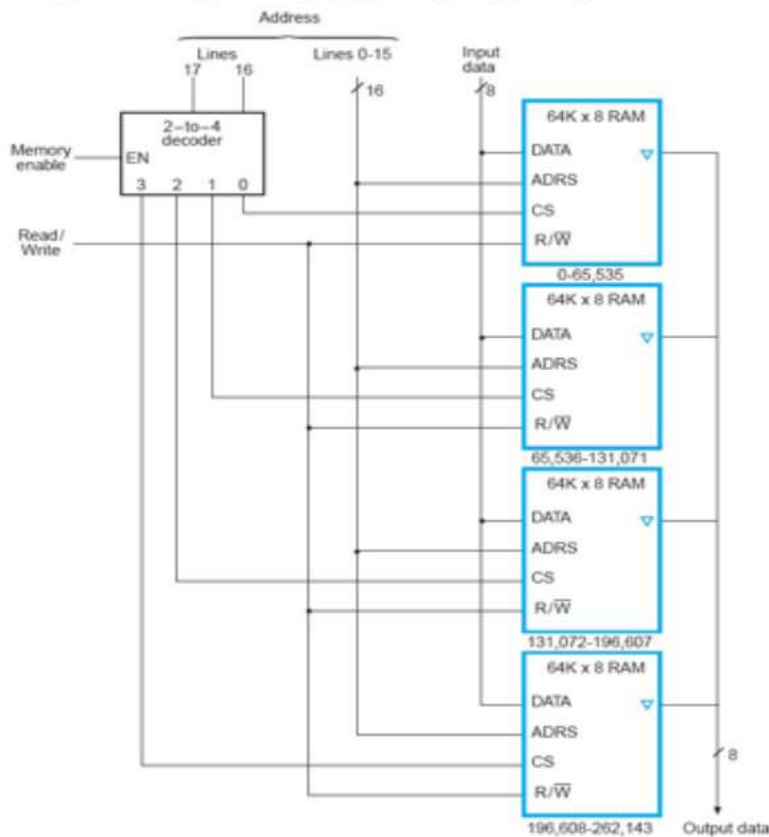 Address
Lines
17 16
Lines 0-15
16
Input
data
8
2-to-4
decoder
Memory
enable
EN
3 2 1 0
Read/
Write
64K x 8 RAM
DATA
ADRS
CS
R/W̅
0-65,535
64K x 8 RAM
DATA
ADRS
CS
R/W̅
65,536-131,071
64K x 8 RAM
DATA
ADRS
CS
R/W̅
131,072-196,607
64K x 8 RAM
DATA
ADRS
CS
R/W̅
196,608-262,143
8
Output data